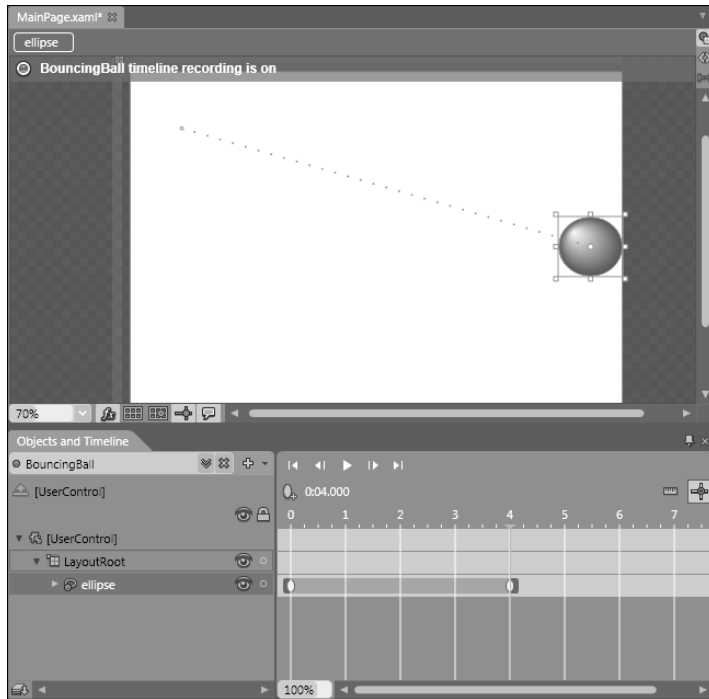 MainPage.xaml*
ellipse
BouncingBall timeline recording is on
70%
Objects and Timeline
BouncingBall
[UserControl]
0:04.000
0 1 2 3 4 5 6 7
[UserControl]
LayoutRoot
ellipse
100%